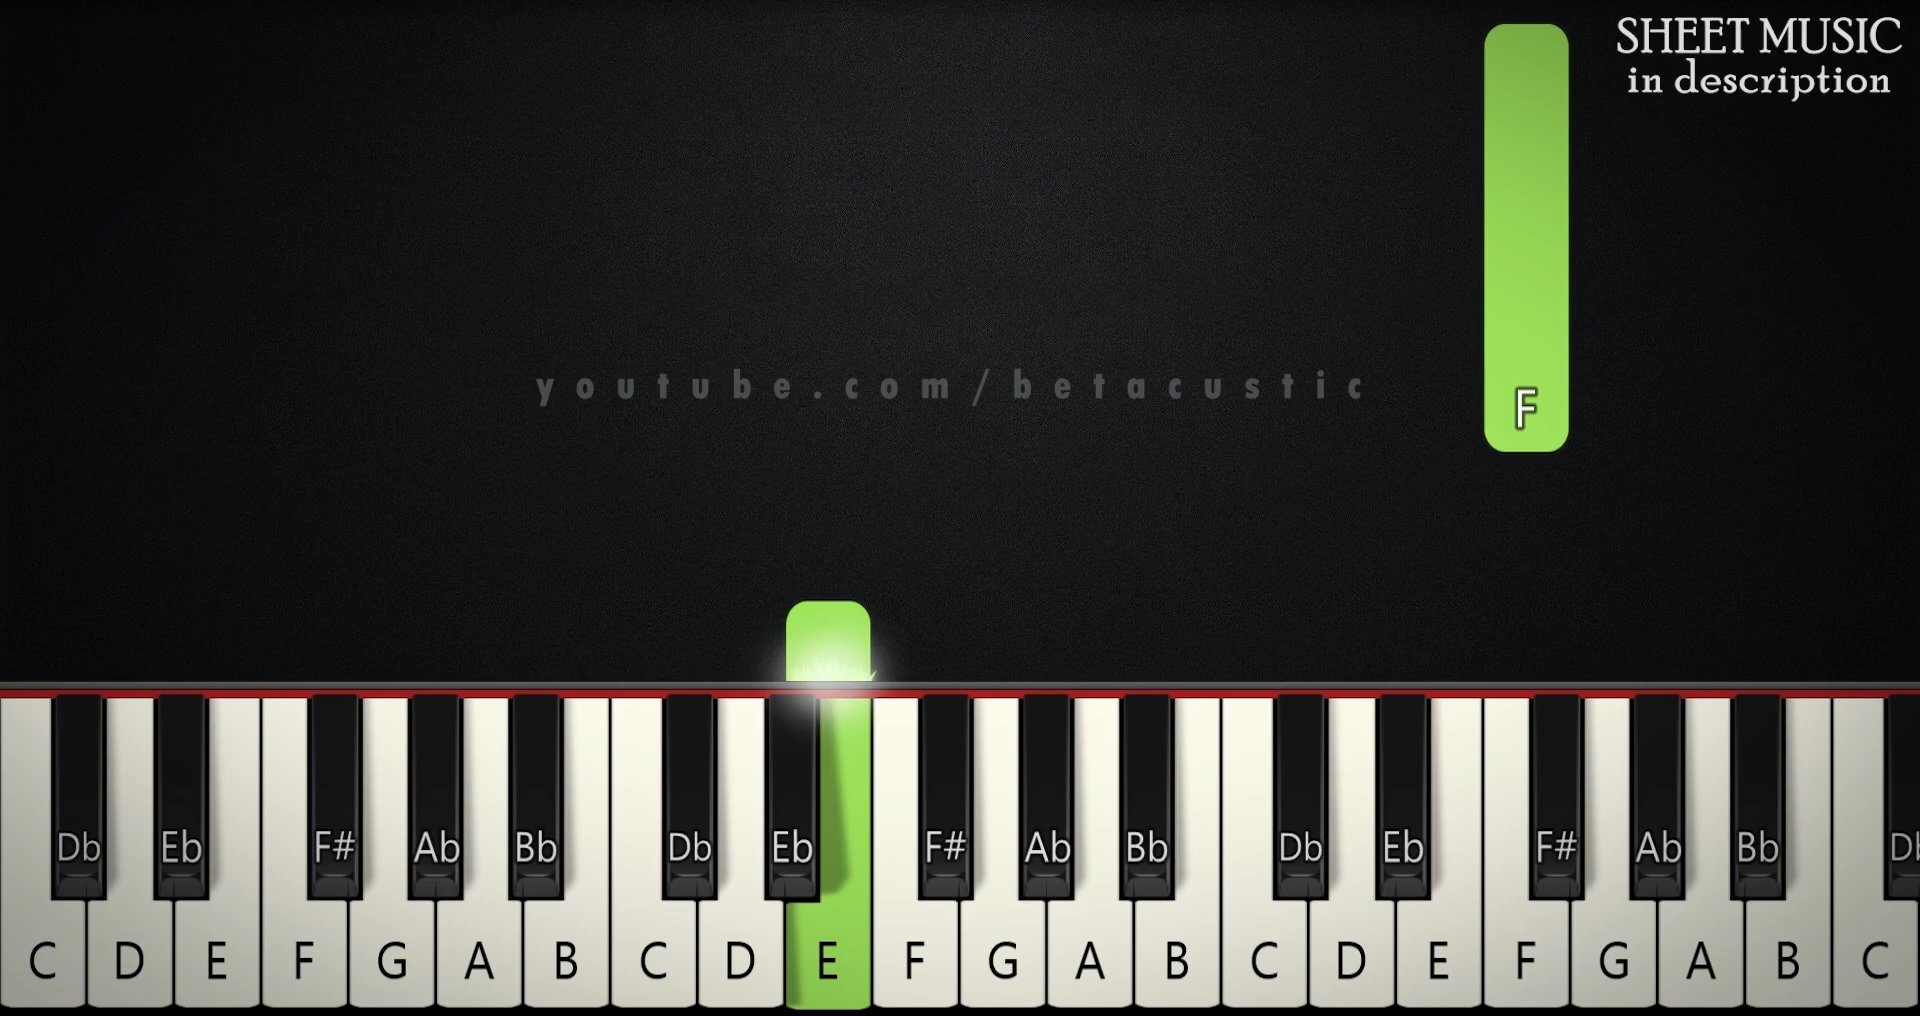 SHEET MUSIC
in description
youtube.com/betacustic
F
Db Eb F# Ab Bb Db Eb F# Ab Bb Db Eb F# Ab Bb Db
C D E F G A B C D E F G A B C D E F G A B C